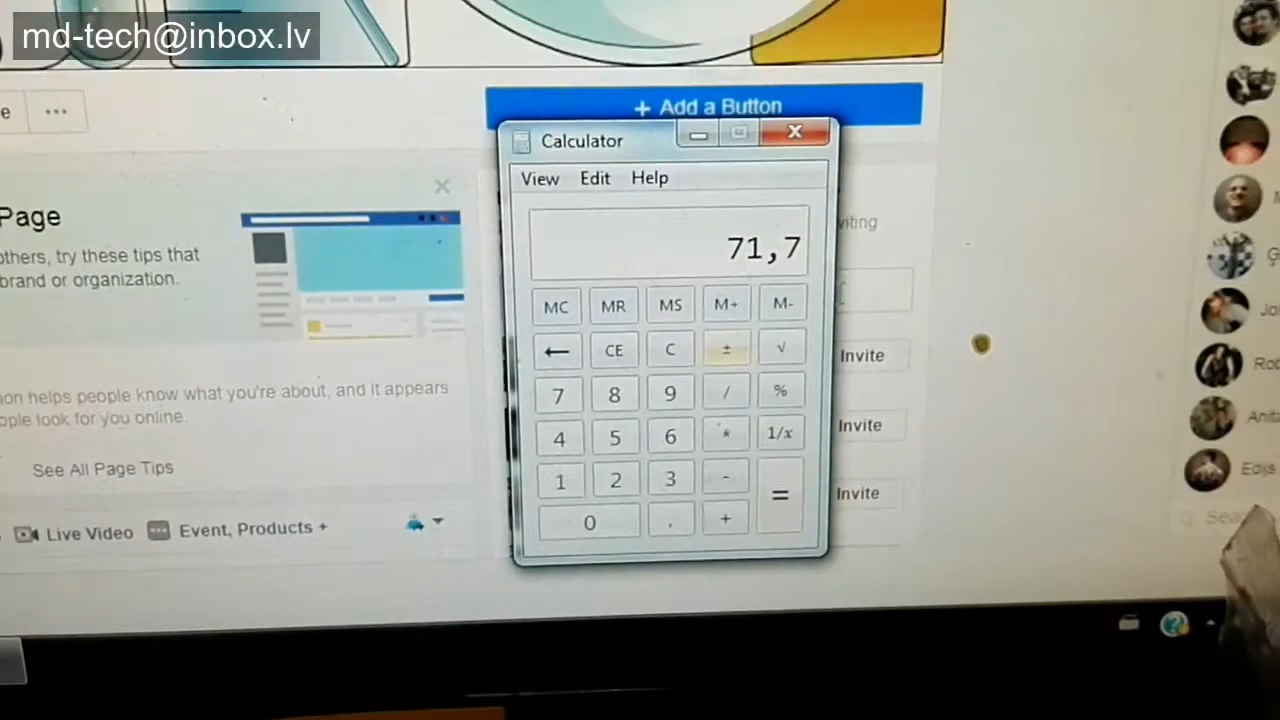 md-tech@inbox.lv
e
...
+ Add a Button
Calculator
View Edit Help
71,7
MC MR MS M+ M-
← CE C ± √
7 8 9 / %
4 5 6 * 1/x
1 2 3 - =
0 , +
Page
others, try these tips that
brand or organization.
on helps people know what you're about, and it appears
ople look for you online.
See All Page Tips
Live Video
Event, Products +
viting
Invite
Invite
Invite
Edijs
Sea